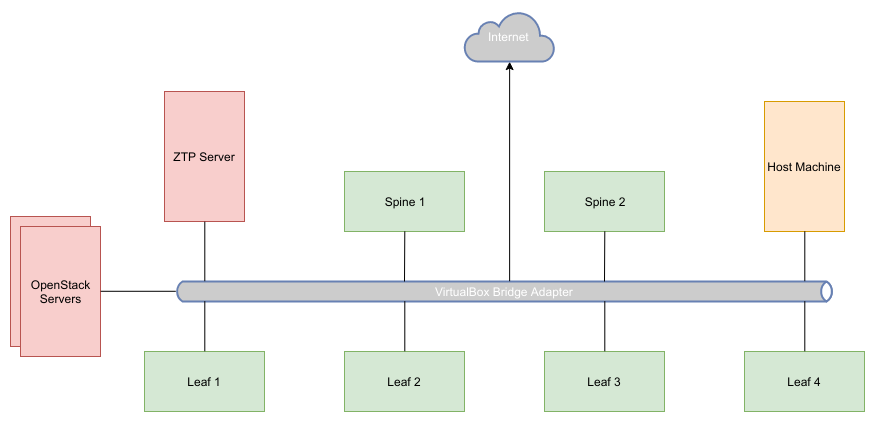 Internet
ZTP Server
Host Machine
Spine 1
Spine 2
OpenStack
Servers
VirtualBox Bridge Adapter
Leaf 1
Leaf 2
Leaf 3
Leaf 4